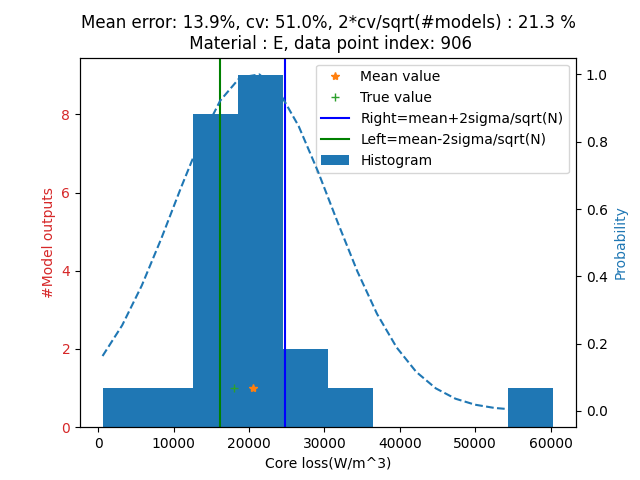 Mean error: 13.9%, cv: 51.0%, 2*cv/sqrt(#models) : 21.3 %
Material : E, data point index: 906
Mean value
True value
Right=mean+2sigma/sqrt(N)
Left=mean-2sigma/sqrt(N)
Histogram
#Model outputs
0
2
4
6
8
Probability
0.0
0.2
0.4
0.6
0.8
1.0
0 10000 20000 30000 40000 50000 60000
Core loss(W/m^3)